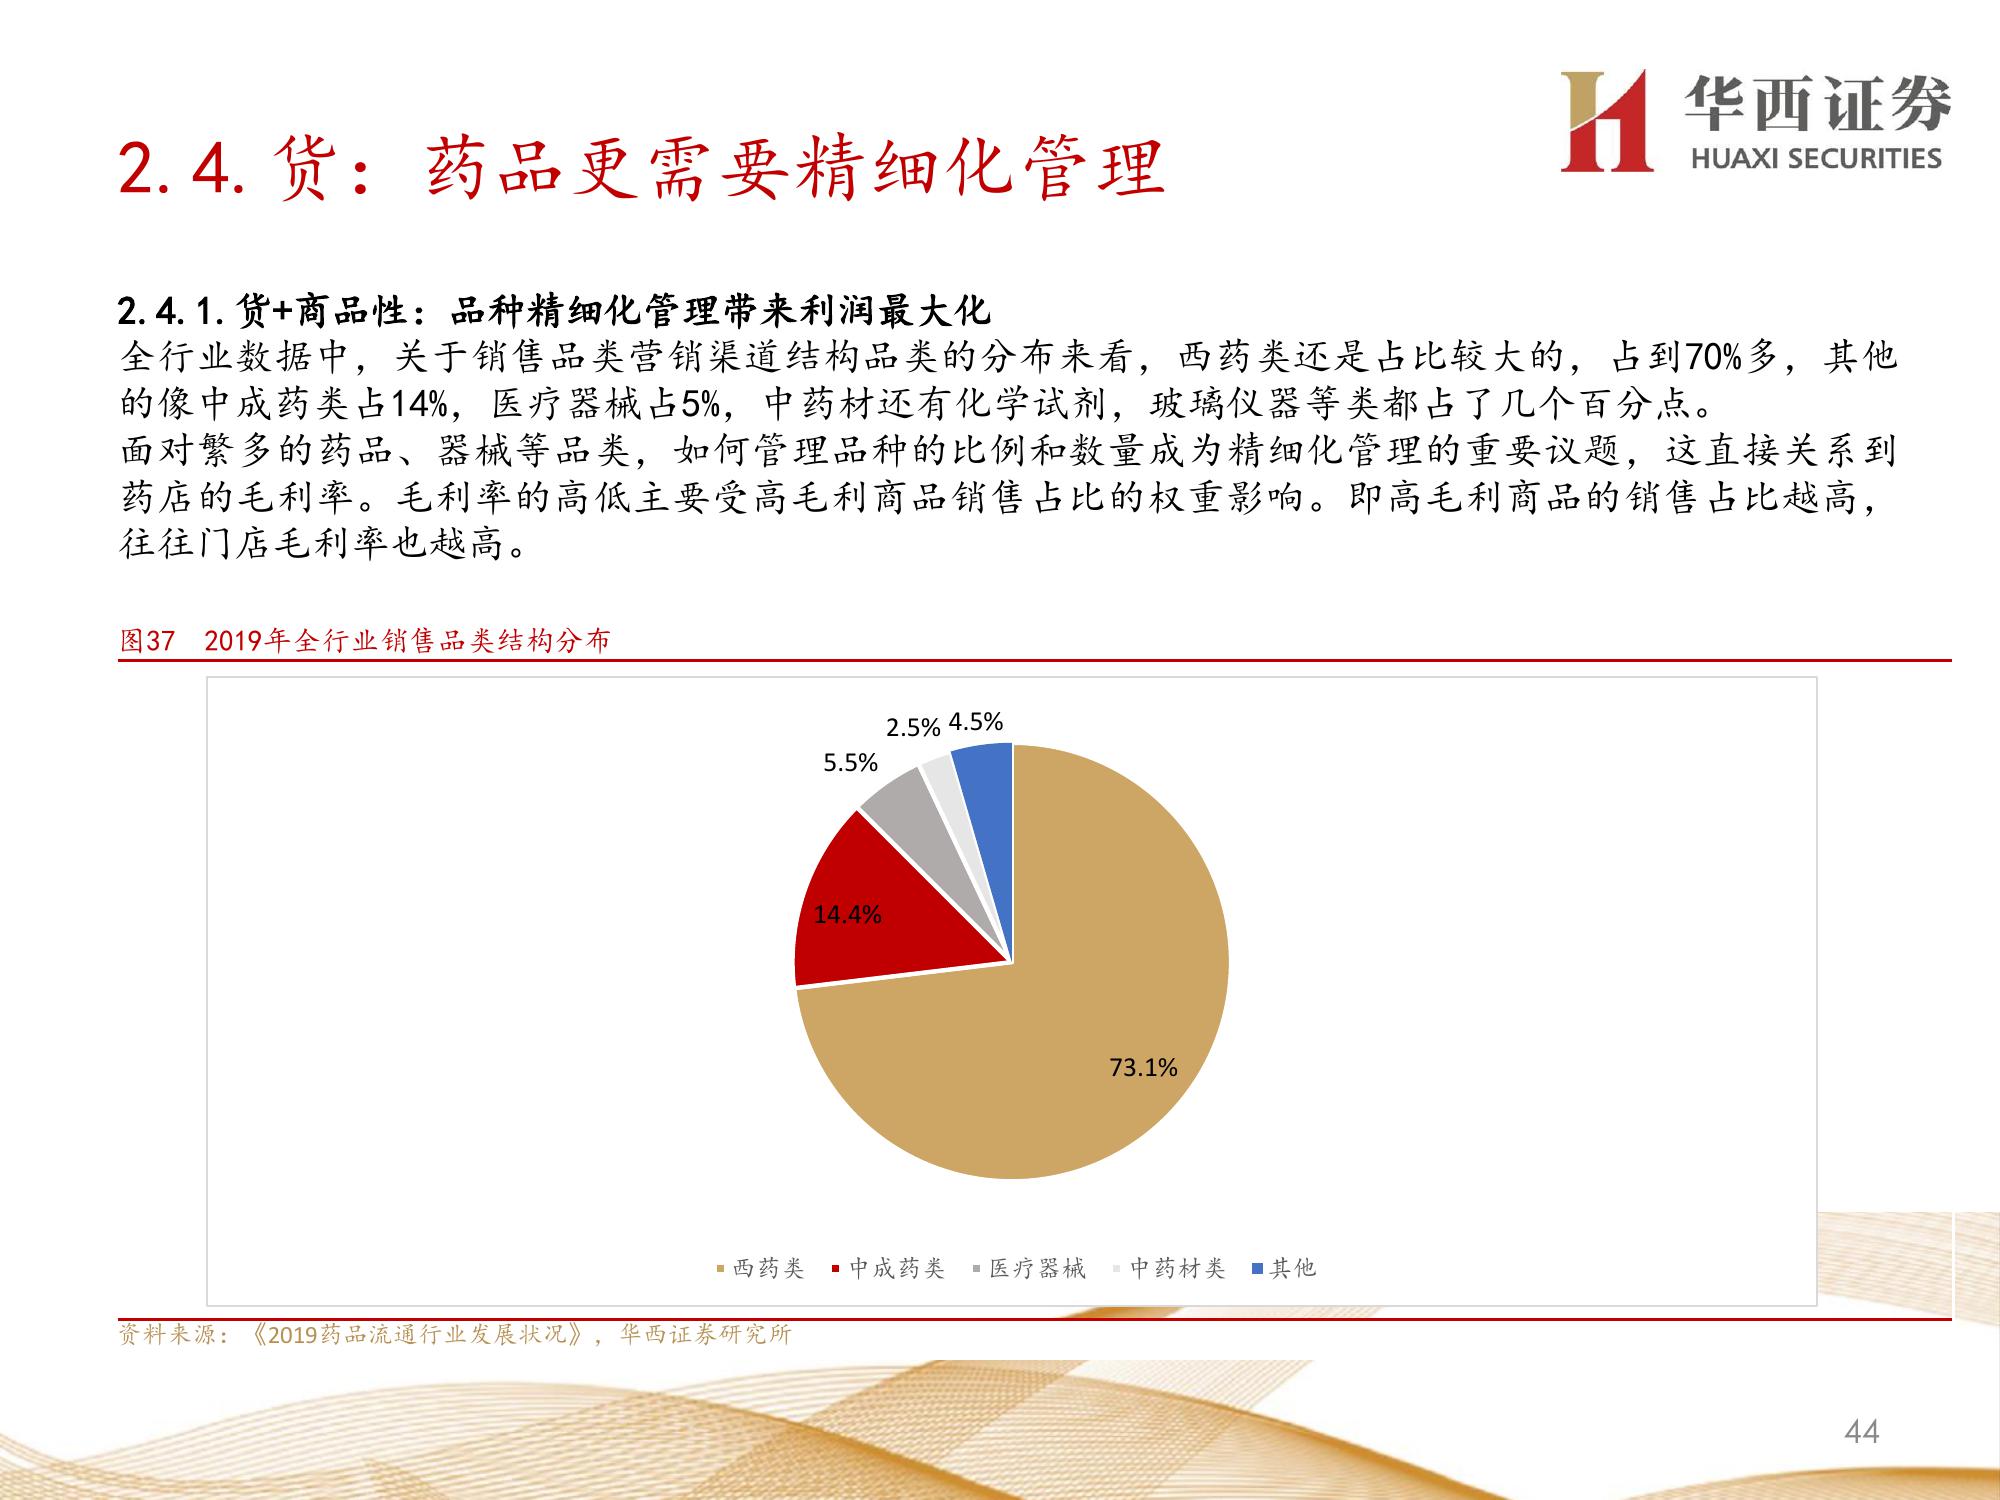 华西证券
HUAXI SECURITIES
2.4.货：药品更需要精细化管理
2.4.1.货+商品性：品种精细化管理带来利润最大化
全行业数据中，关于销售品类营销渠道结构品类的分布来看，西药类还是占比较大的，占到70%多，其他
的像中成药类占14%，医疗器械占5%，中药材还有化学试剂，玻璃仪器等类都占了几个百分点。
面对繁多的药品、器械等品类，如何管理品种的比例和数量成为精细化管理的重要议题，这直接关系到
药店的毛利率。毛利率的高低主要受高毛利商品销售占比的权重影响。即高毛利商品的销售占比越高，
往往门店毛利率也越高。
图37 2019年全行业销售品类结构分布
2.5% 4.5%
5.5%
14.4%
73.1%
西药类 中成药类 医疗器械 中药材类 其他
资料来源：《2019药品流通行业发展状况》，华西证券研究所
44